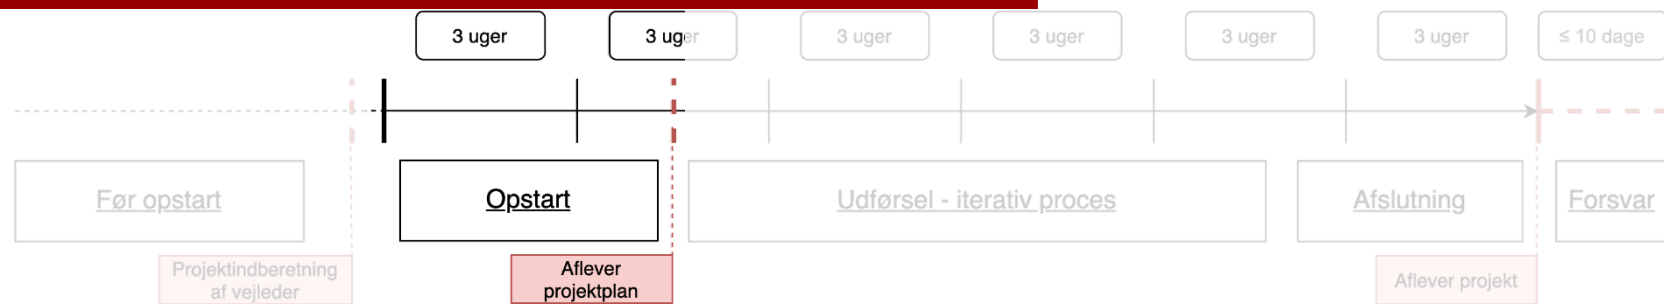 3 uger
3 uger
3 uger
3 uger
3 uger
3 uger
≤ 10 dage
Før opstart
Opstart
Udførsel - iterativ proces
Afslutning
Forsvar
Projektindberetning
af vejleder
Aflever
projektplan
Aflever projekt